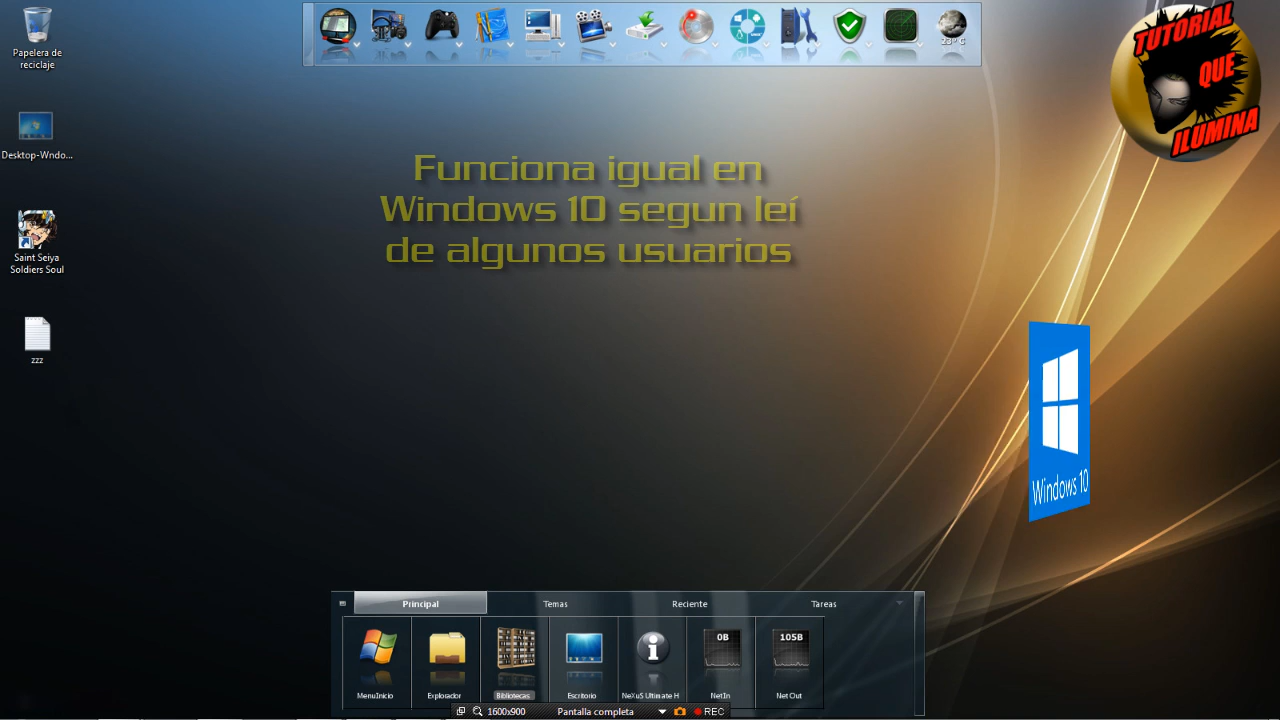 Papelera de
reciclaje
Desktop-Wndo...
Saint Seiya
Soldiers Soul
zzz
23° C
TUTORIAL
QUE
ILUMINA
Funciona igual en
Windows 10 segun leí
de algunos usuarios
Windows 10
Principal
Temas
Reciente
Tareas
0B
105B
MenuInicio
Explorador
Bibliotecas
Escritorio
NeXuS Ultimate H
NetIn
Net Out
1600x900
Pantalla completa
REC